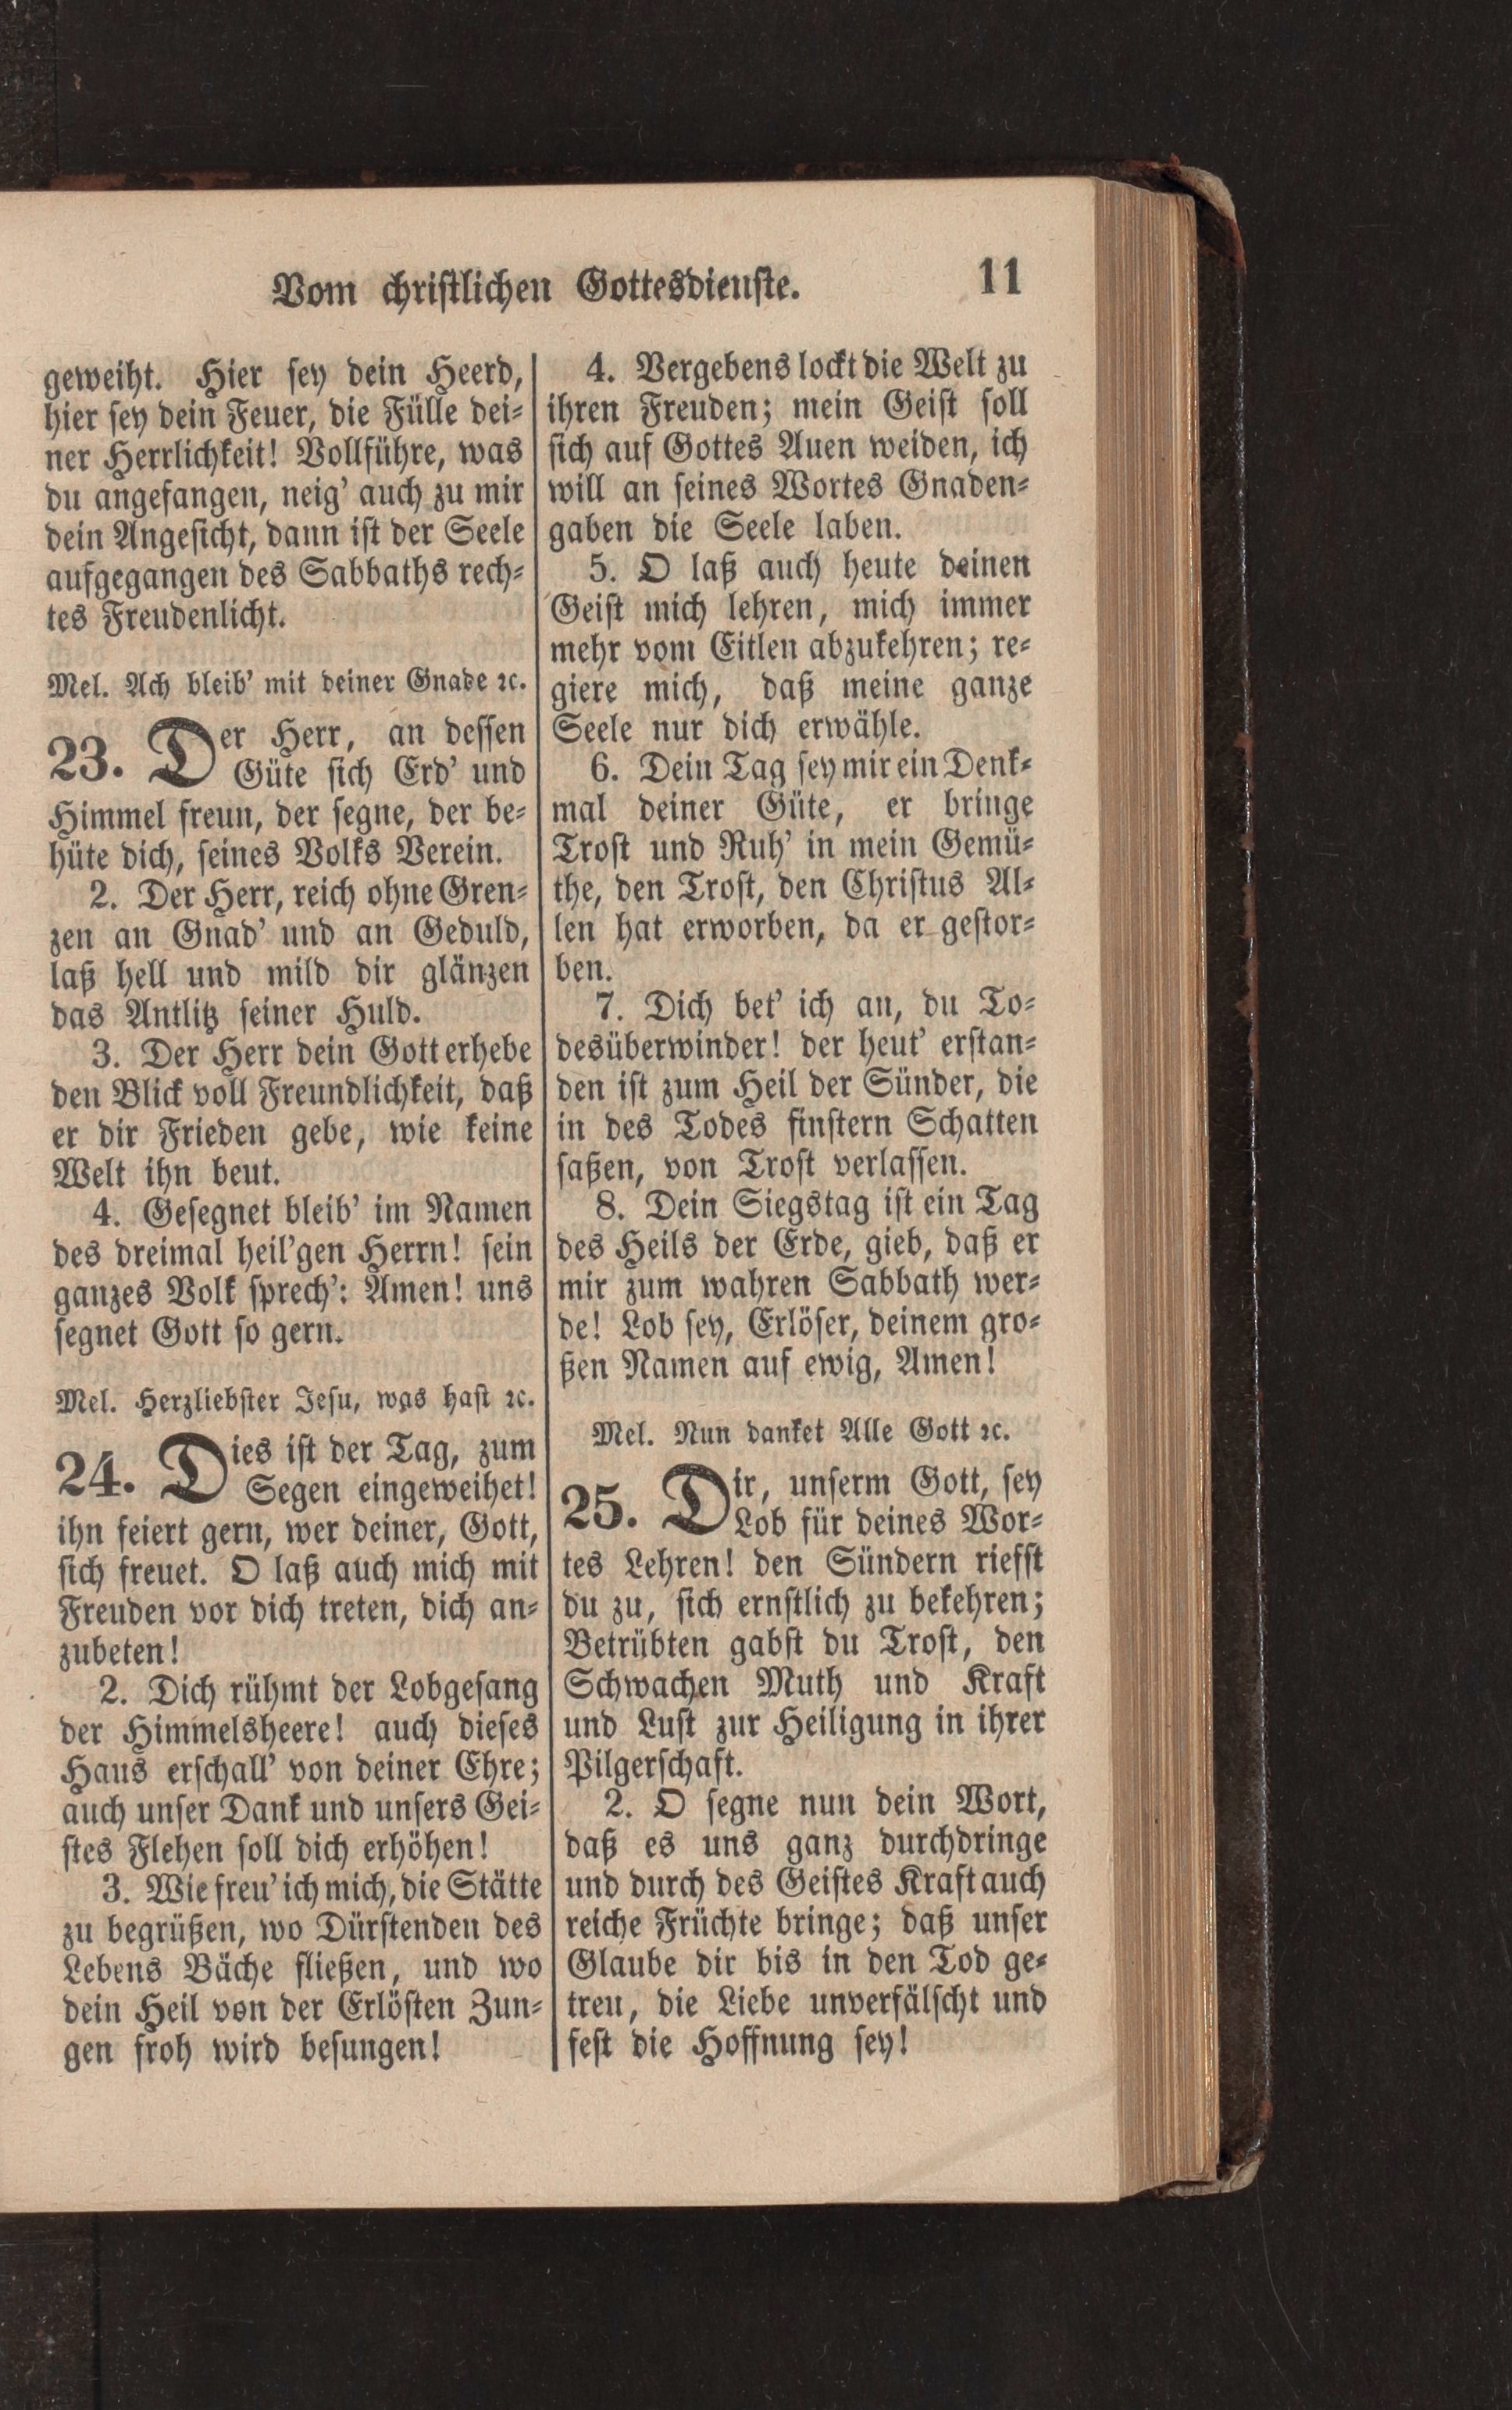 Vom christlichen Gottesdienste. 11
geweiht. Hier sey dein Heerd,
hier sey dein Feuer, die Fülle dei-
ner Herrlichkeit! Vollführe, was
du angefangen, neig' auch zu mir
dein Angesicht, dann ist der Seele
aufgegangen des Sabbaths rech-
tes Freudenlicht.
Mel. Ach bleib' mit deiner Gnade ꝛc.
23. Der Herr, an dessen
Güte sich Erd' und
Himmel freun, der segne, der be-
hüte dich, seines Volks Verein.
2. Der Herr, reich ohne Gren-
zen an Gnad' und an Geduld,
laß hell und mild dir glänzen
das Antlitz seiner Huld.
3. Der Herr dein Gott erhebe
den Blick voll Freundlichkeit, daß
er dir Frieden gebe, wie keine
Welt ihn beut.
4. Gesegnet bleib' im Namen
des dreimal heil'gen Herrn! sein
ganzes Volk sprech': Amen! uns
segnet Gott so gern.
Mel. Herzliebster Jesu, was hast ꝛc.
24. Dies ist der Tag, zum
Segen eingeweihet!
ihn feiert gern, wer deiner, Gott,
sich freuet. O laß auch mich mit
Freuden vor dich treten, dich an-
zubeten!
2. Dich rühmt der Lobgesang
der Himmelsheere! auch dieses
Haus erschall' von deiner Ehre;
auch unser Dank und unsers Gei-
stes Flehen soll dich erhöhen!
3. Wie freu' ich mich, die Stätte
zu begrüßen, wo Dürstenden des
Lebens Bäche fließen, und wo
dein Heil von der Erlösten Zun-
gen froh wird besungen!
4. Vergebens lockt die Welt zu
ihren Freuden; mein Geist soll
sich auf Gottes Auen weiden, ich
will an seines Wortes Gnaden-
gaben die Seele laben.
5. O laß auch heute deinen
Geist mich lehren, mich immer
mehr vom Eitlen abzukehren; re-
giere mich, daß meine ganze
Seele nur dich erwähle.
6. Dein Tag sey mir ein Denk-
mal deiner Güte, er bringe
Trost und Ruh' in mein Gemü-
the, den Trost, den Christus Al-
len hat erworben, da er gestor-
ben.
7. Dich bet' ich an, du To-
desüberwinder! der heut' erstan-
den ist zum Heil der Sünder, die
in des Todes finstern Schatten
saßen, von Trost verlassen.
8. Dein Siegstag ist ein Tag
des Heils der Erde, gieb, daß er
mir zum wahren Sabbath wer-
de! Lob sey, Erlöser, deinem gro-
ßen Namen auf ewig, Amen!
Mel. Nun danket Alle Gott ꝛc.
25. Dir, unserm Gott, sey
Lob für deines Wor-
tes Lehren! den Sündern riefst
du zu, sich ernstlich zu bekehren;
Betrübten gabst du Trost, den
Schwachen Muth und Kraft
und Lust zur Heiligung in ihrer
Pilgerschaft.
2. O segne nun dein Wort,
daß es uns ganz durchdringe
und durch des Geistes Kraft auch
reiche Früchte bringe; daß unser
Glaube dir bis in den Tod ge-
treu, die Liebe unverfälscht und
fest die Hoffnung sey!